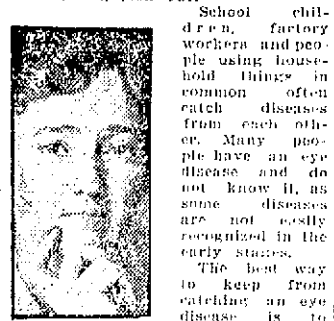 School chil-
dren, factory
workers and peo-
ple using house-
hold things in
common often
catch diseases
from each oth-
er. Many peo-
ple have an eye
disease and do
not know it, as
some diseases
are not easily
recognized in the
early stages.
The best way
to keep from
catching an eye
disease is to